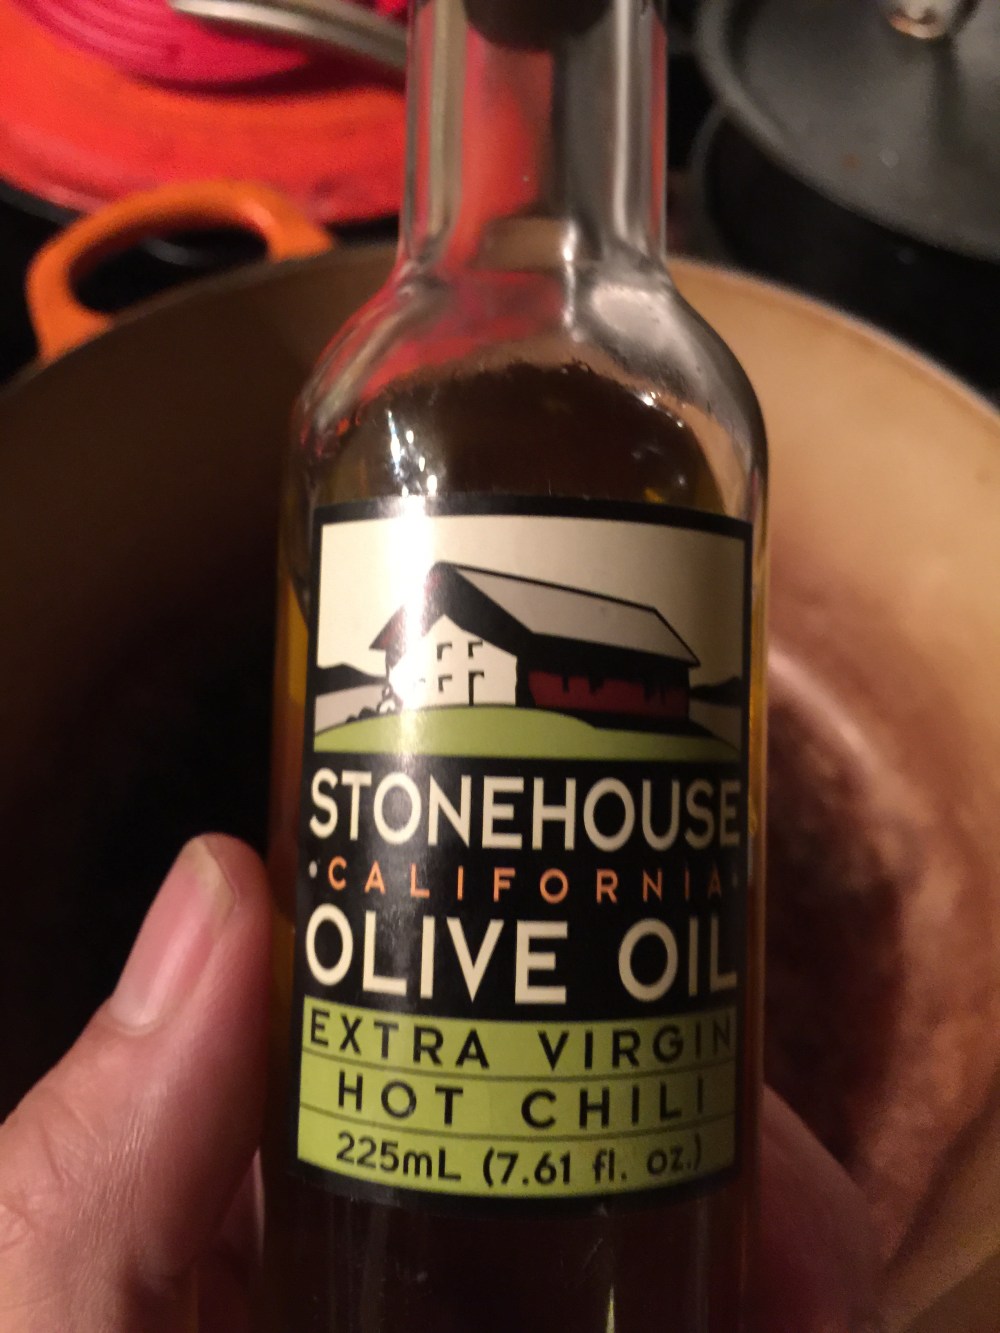 STONEHOUSE
• CALIFORNIA •
OLIVE OIL
EXTRA VIRGIN
HOT CHILI
225mL (7.61 fl. oz.)